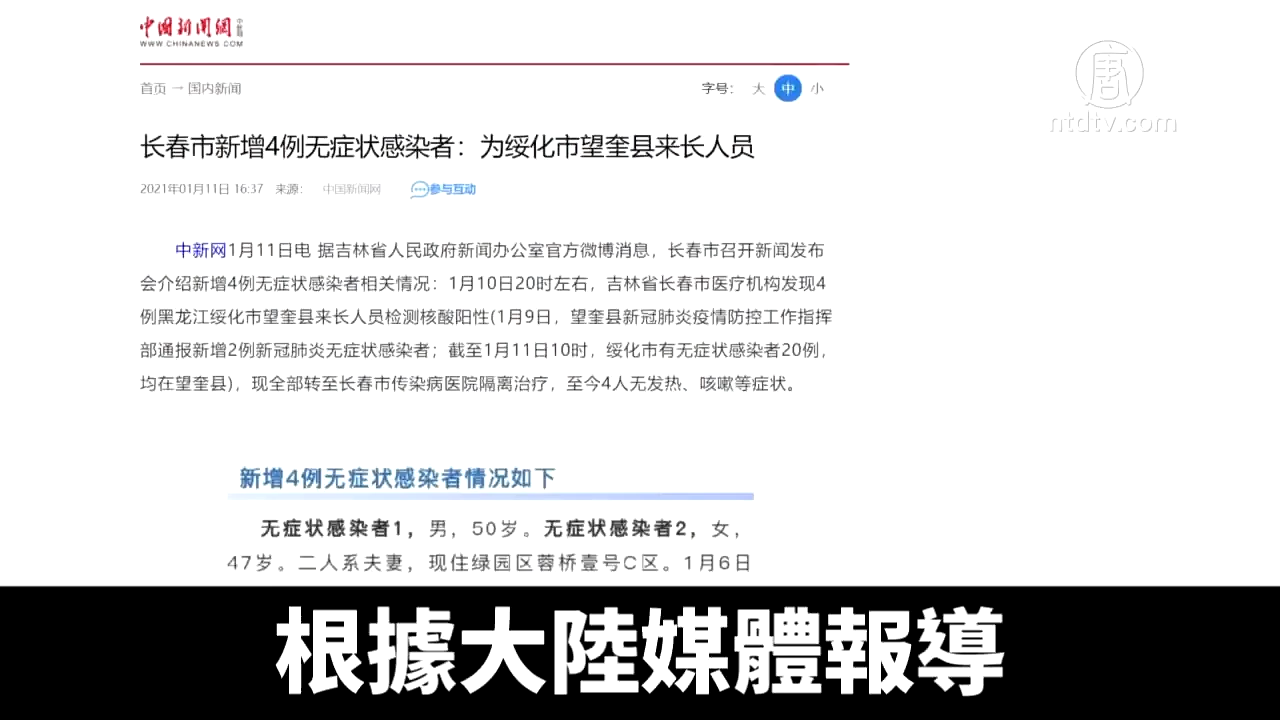 中國新聞網
中新网
WWW.CHINANEWS.COM
首页 → 国内新闻
字号： 大 中 小
唐
ntdtv.com
长春市新增4例无症状感染者：为绥化市望奎县来长人员
2021年01月11日 16:37 来源： 中国新闻网 参与互动
中新网1月11日电 据吉林省人民政府新闻办公室官方微博消息，长春市召开新闻发布
会介绍新增4例无症状感染者相关情况：1月10日20时左右，吉林省长春市医疗机构发现4
例黑龙江绥化市望奎县来长人员检测核酸阳性(1月9日，望奎县新冠肺炎疫情防控工作指挥
部通报新增2例新冠肺炎无症状感染者；截至1月11日10时，绥化市有无症状感染者20例，
均在望奎县)，现全部转至长春市传染病医院隔离治疗，至今4人无发热、咳嗽等症状。
新增4例无症状感染者情况如下
无症状感染者1，男，50岁。无症状感染者2，女，
47岁。二人系夫妻，现住绿园区蓉桥壹号C区。1月6日
根據大陸媒體報導